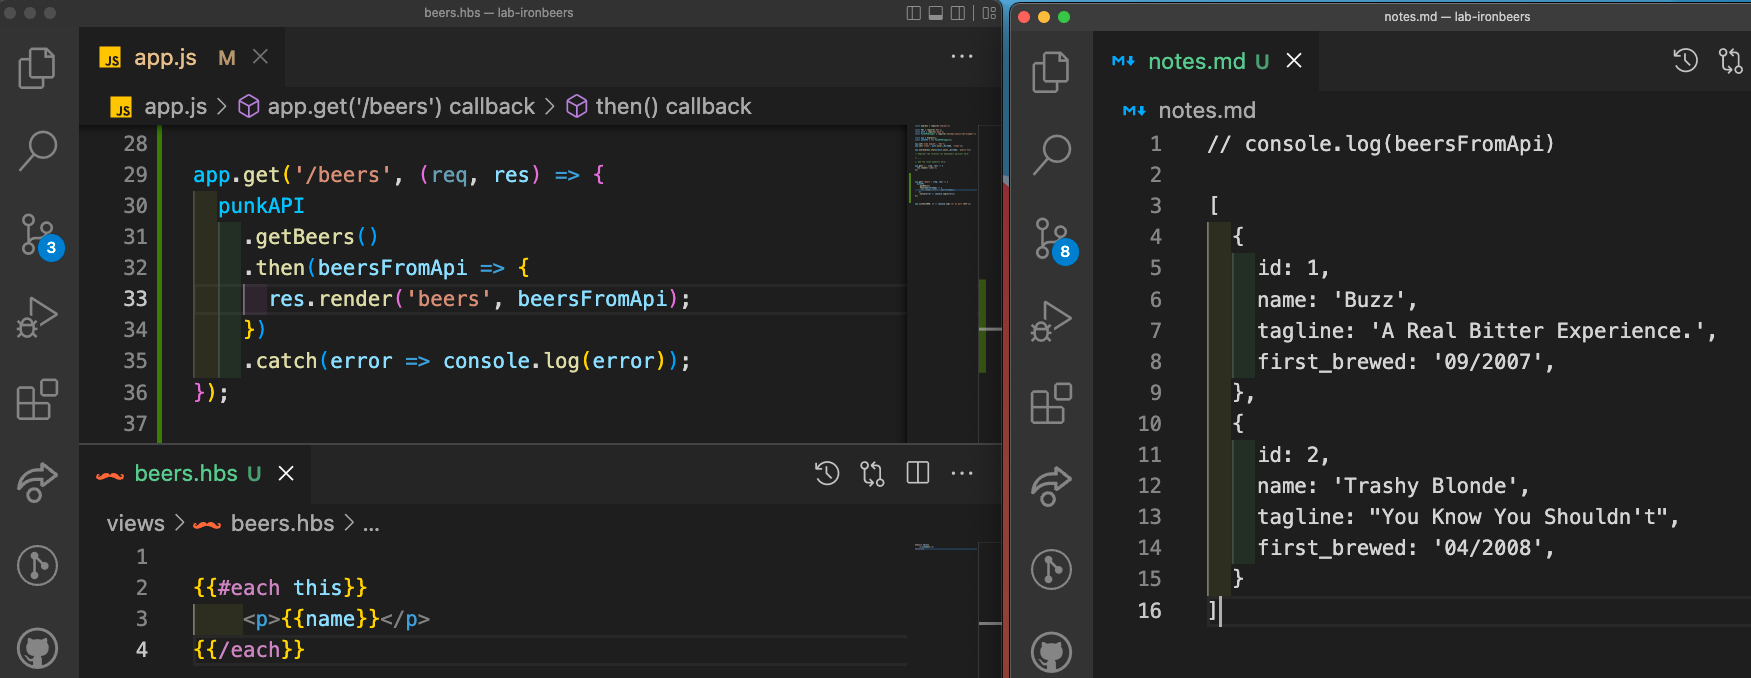 beers.hbs — lab-ironbeers
JS app.js M
JS app.js > app.get('/beers') callback > then() callback
28
29 app.get('/beers', (req, res) => {
30 punkAPI
31 .getBeers()
32 .then(beersFromApi => {
33 res.render('beers', beersFromApi);
34 })
35 .catch(error => console.log(error));
36 });
37
3
beers.hbs U
views > beers.hbs > ...
1
2 {{#each this}}
3 <p>{{name}}</p>
4 {{/each}}
notes.md — lab-ironbeers
notes.md U
notes.md
1 // console.log(beersFromApi)
2
3 [
4 {
5 id: 1,
6 name: 'Buzz',
7 tagline: 'A Real Bitter Experience.',
8 first_brewed: '09/2007',
9 },
10 {
11 id: 2,
12 name: 'Trashy Blonde',
13 tagline: "You Know You Shouldn't",
14 first_brewed: '04/2008',
15 }
16 ]
8